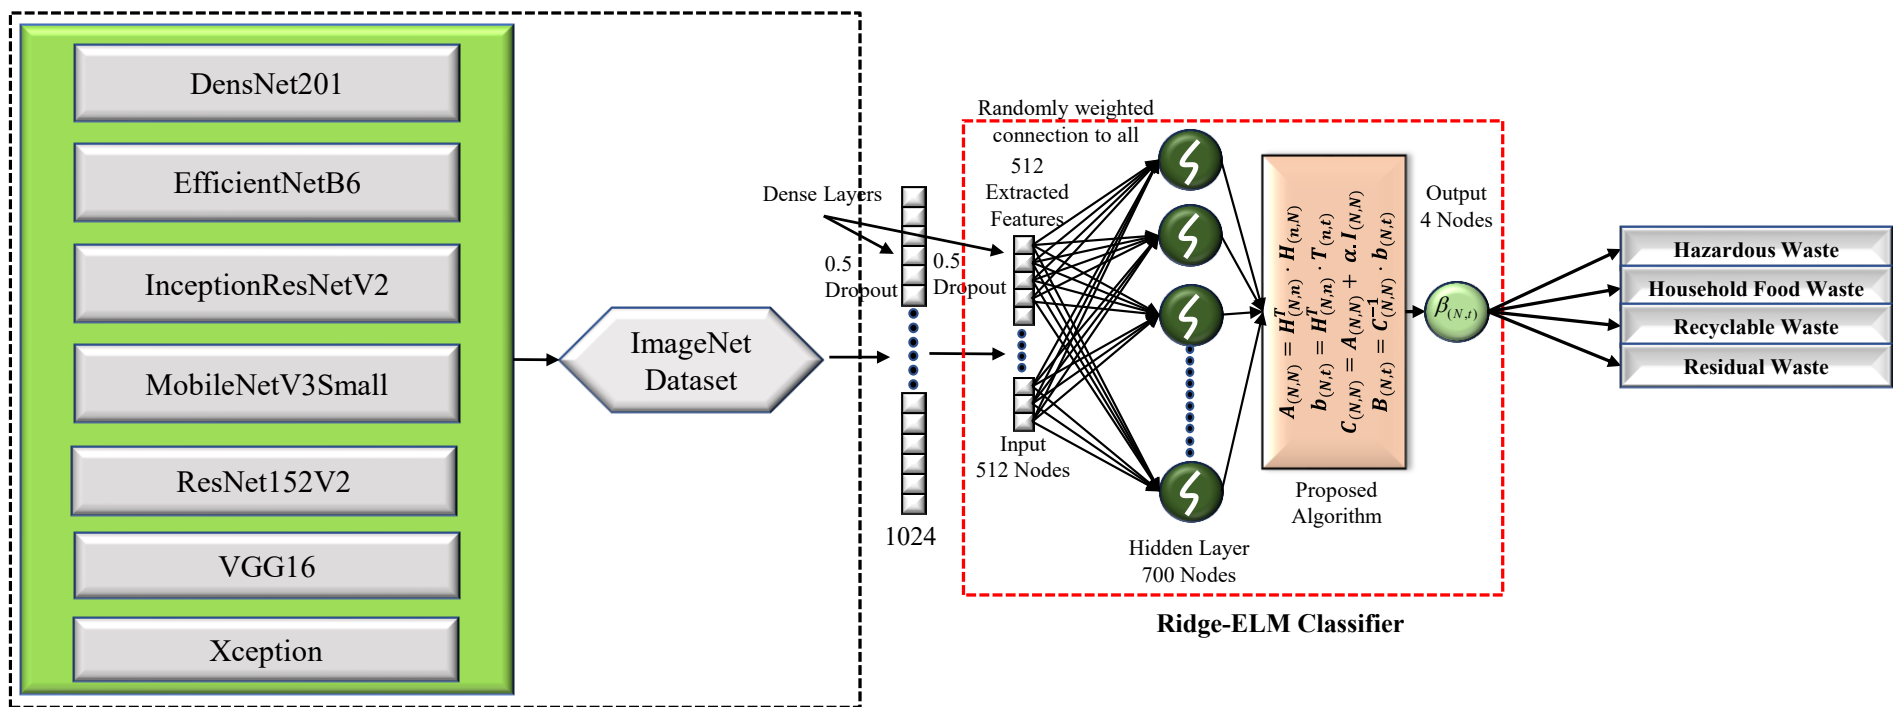 DensNet201
EfficientNetB6
InceptionResNetV2
MobileNetV3Small
ResNet152V2
VGG16
Xception
ImageNet
Dataset
Dense Layers
0.5
Dropout
0.5
Dropout
1024
Randomly weighted
connection to all
512
Extracted
Features
Input
512 Nodes
Hidden Layer
700 Nodes
A(N,N) = H^T(N,n) · H(n,N)
b(N,t) = H^T(N,n) · T(n,t)
C(N,N) = A(N,N) + α.I(N,N)
B(N,t) = C^−1(N,N) · b(N,t)
Proposed
Algorithm
Output
4 Nodes
β(N,t)
Hazardous Waste
Household Food Waste
Recyclable Waste
Residual Waste
Ridge-ELM Classifier